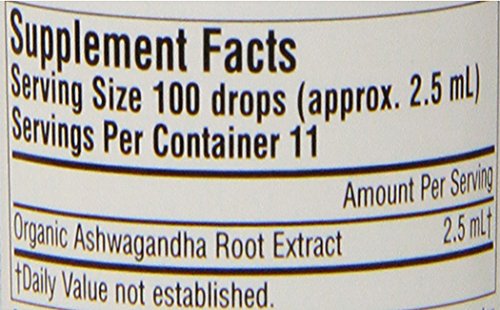 Supplement Facts
Serving Size 100 drops (approx. 2.5 mL)
Servings Per Container 11
Amount Per Serving
Organic Ashwagandha Root Extract 2.5 mL†
†Daily Value not established.